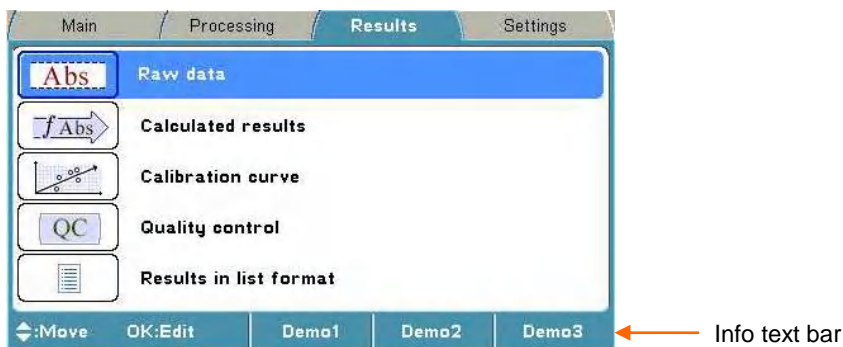 Main Processing Results Settings
Abs Raw data
f Abs Calculated results
Calibration curve
QC Quality control
Results in list format
:Move OK:Edit Demo1 Demo2 Demo3 Info text bar